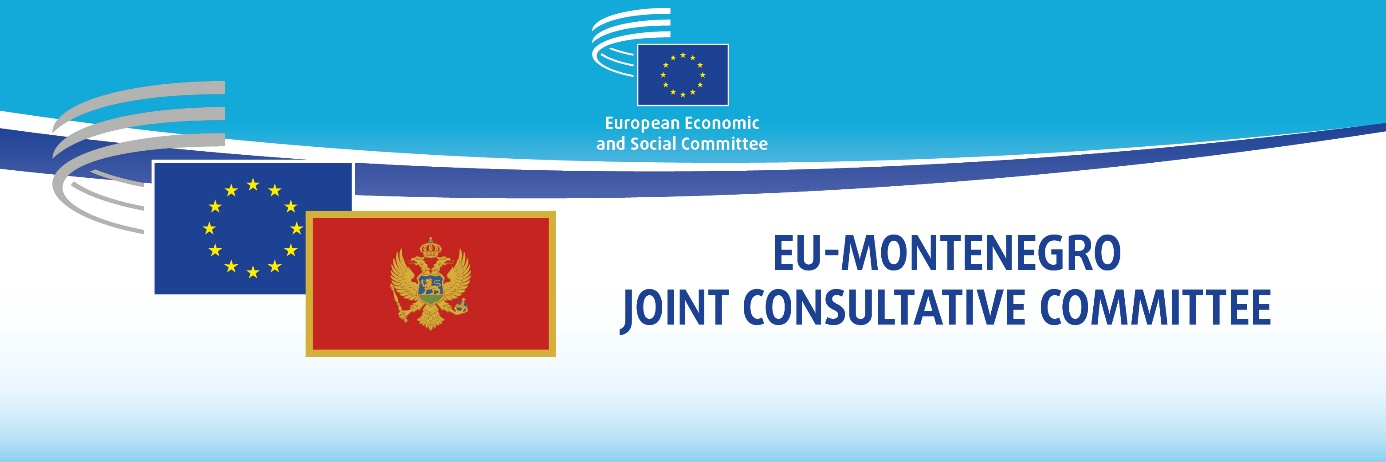 European Economic
and Social Committee
EU-MONTENEGRO
JOINT CONSULTATIVE COMMITTEE